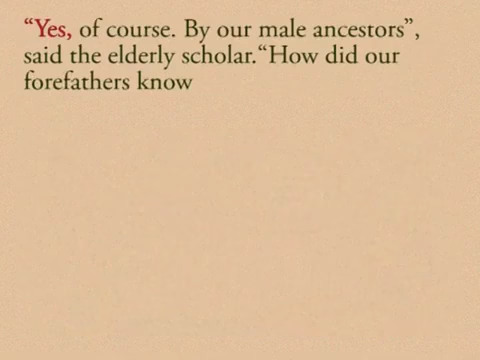 “Yes, of course. By our male ancestors”,
said the elderly scholar.“How did our
forefathers know